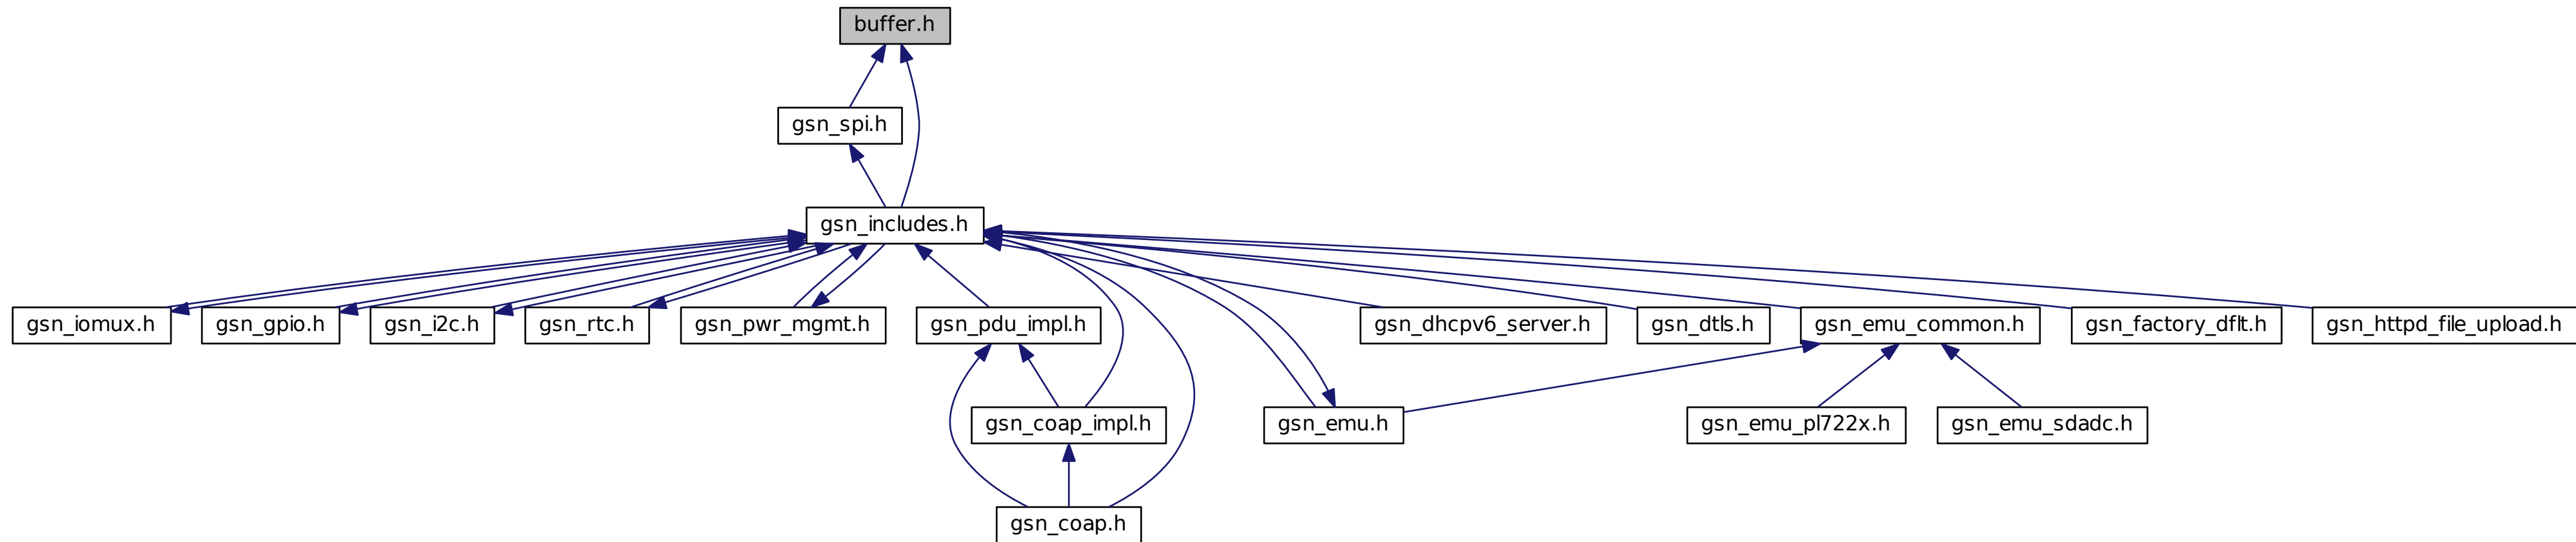 buffer.h
gsn_spi.h
gsn_includes.h
gsn_iomux.h
gsn_gpio.h
gsn_i2c.h
gsn_rtc.h
gsn_pwr_mgmt.h
gsn_pdu_impl.h
gsn_dhcpv6_server.h
gsn_dtls.h
gsn_emu_common.h
gsn_factory_dflt.h
gsn_httpd_file_upload.h
gsn_coap_impl.h
gsn_emu.h
gsn_emu_pl722x.h
gsn_emu_sdadc.h
gsn_coap.h